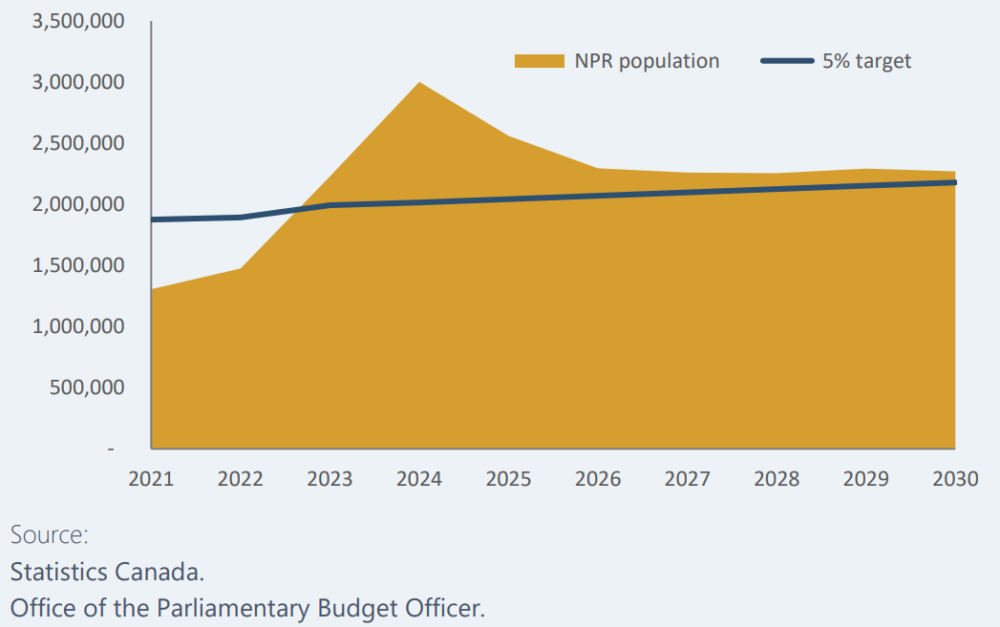 3,500,000
NPR population 5% target
3,000,000
2,500,000
2,000,000
1,500,000
1,000,000
500,000
-
2021 2022 2023 2024 2025 2026 2027 2028 2029 2030
Source:
Statistics Canada.
Office of the Parliamentary Budget Officer.